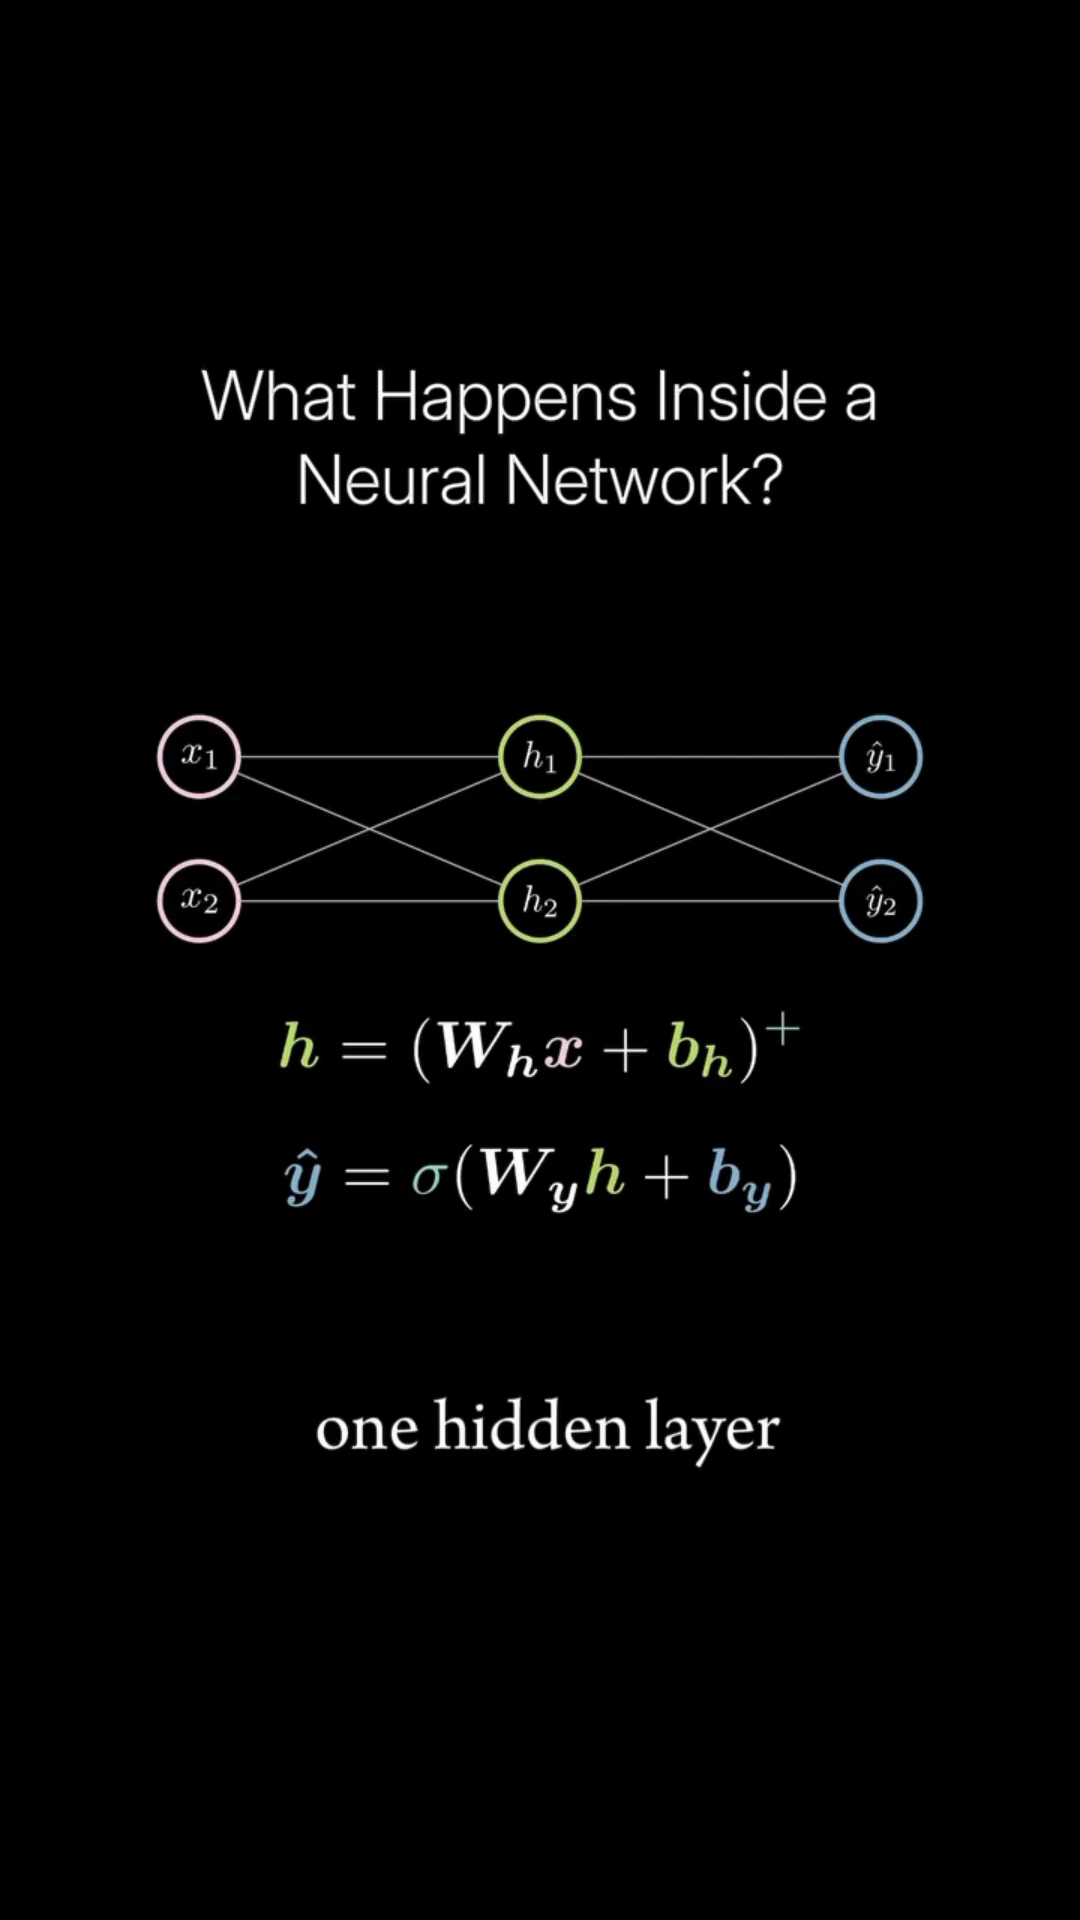 What Happens Inside a
Neural Network?
x₁ h₁ ŷ₁
x₂ h₂ ŷ₂
h = (Wₕx + bₕ)⁺
ŷ = σ(W_y h + b_y)
one hidden layer